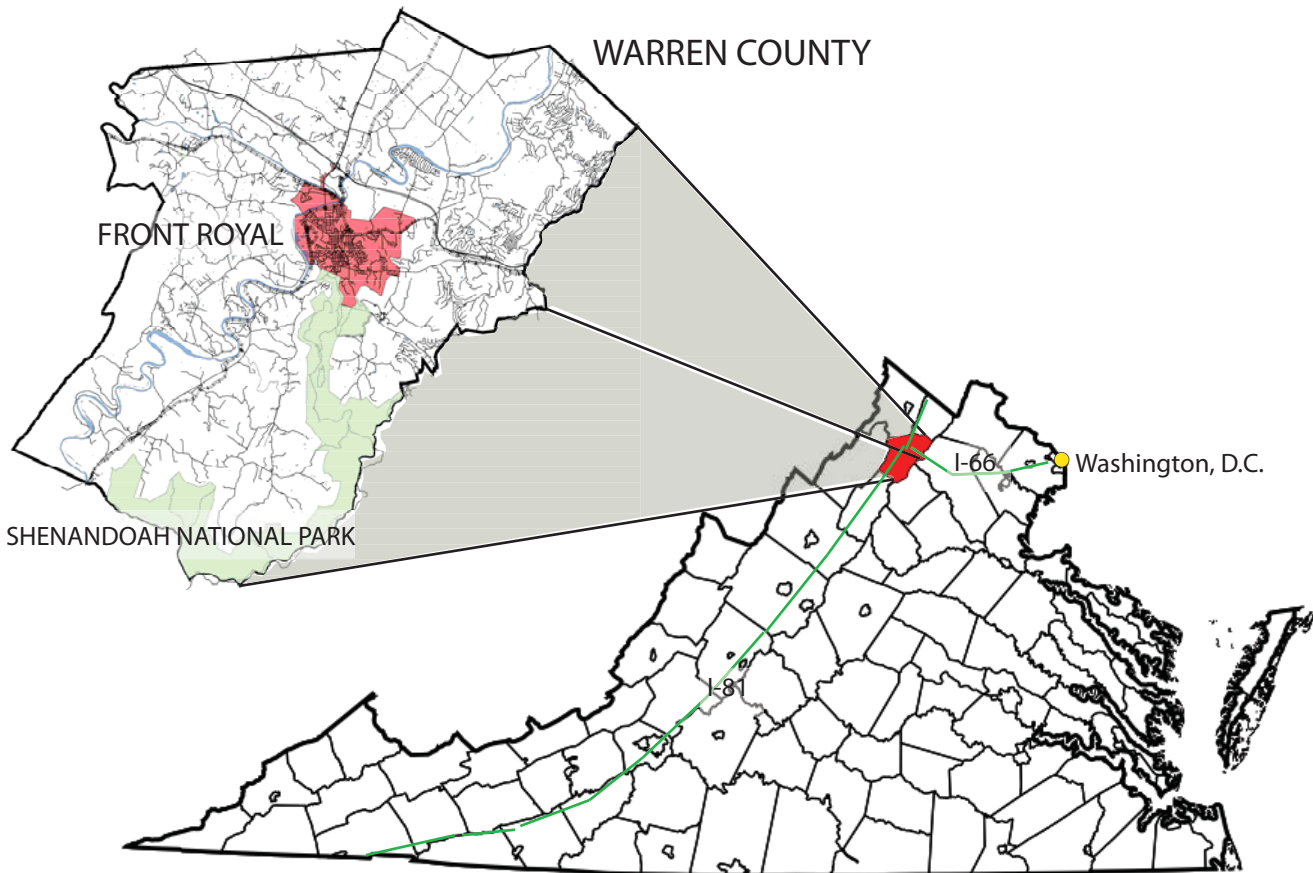 WARREN COUNTY
FRONT ROYAL
SHENANDOAH NATIONAL PARK
I-66
Washington, D.C.
I-81